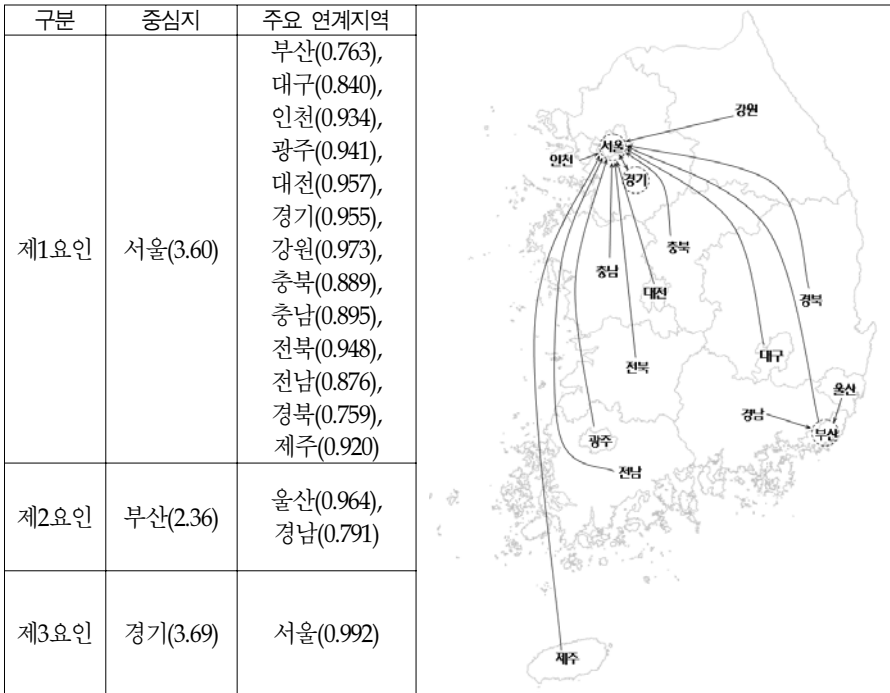 구분 중심지 주요 연계지역
제1요인 서울(3.60) 부산(0.763),
대구(0.840),
인천(0.934),
광주(0.941),
대전(0.957),
경기(0.955),
강원(0.973),
충북(0.889),
충남(0.895),
전북(0.948),
전남(0.876),
경북(0.759),
제주(0.920)
제2요인 부산(2.36) 울산(0.964),
경남(0.791)
제3요인 경기(3.69) 서울(0.992)
강원
서울
인천
경기
충북
충남
대전
경북
대구
전북
울산
경남
부산
광주
전남
제주